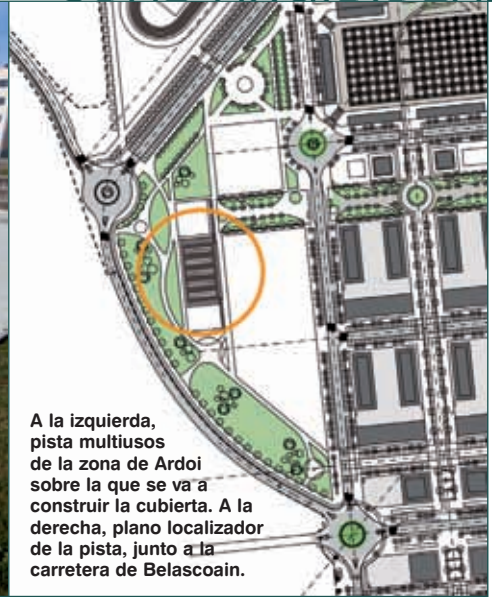 A la izquierda,
pista multiusos
de la zona de Ardoi
sobre la que se va a
construir la cubierta. A la
derecha, plano localizador
de la pista, junto a la
carretera de Belascoain.